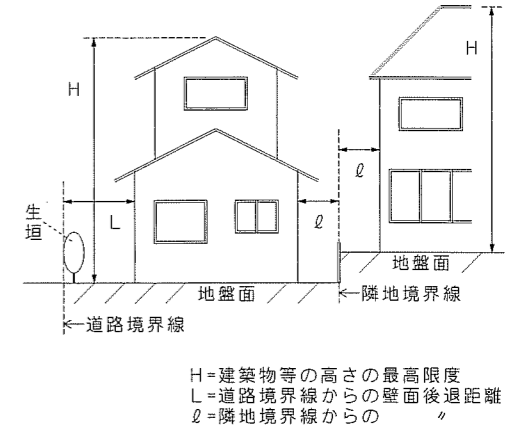 H
H
ℓ
生垣
L
ℓ
地盤面
地盤面
隣地境界線
道路境界線
H=建築物等の高さの最高限度
L=道路境界線からの壁面後退距離
ℓ=隣地境界線からの 〃